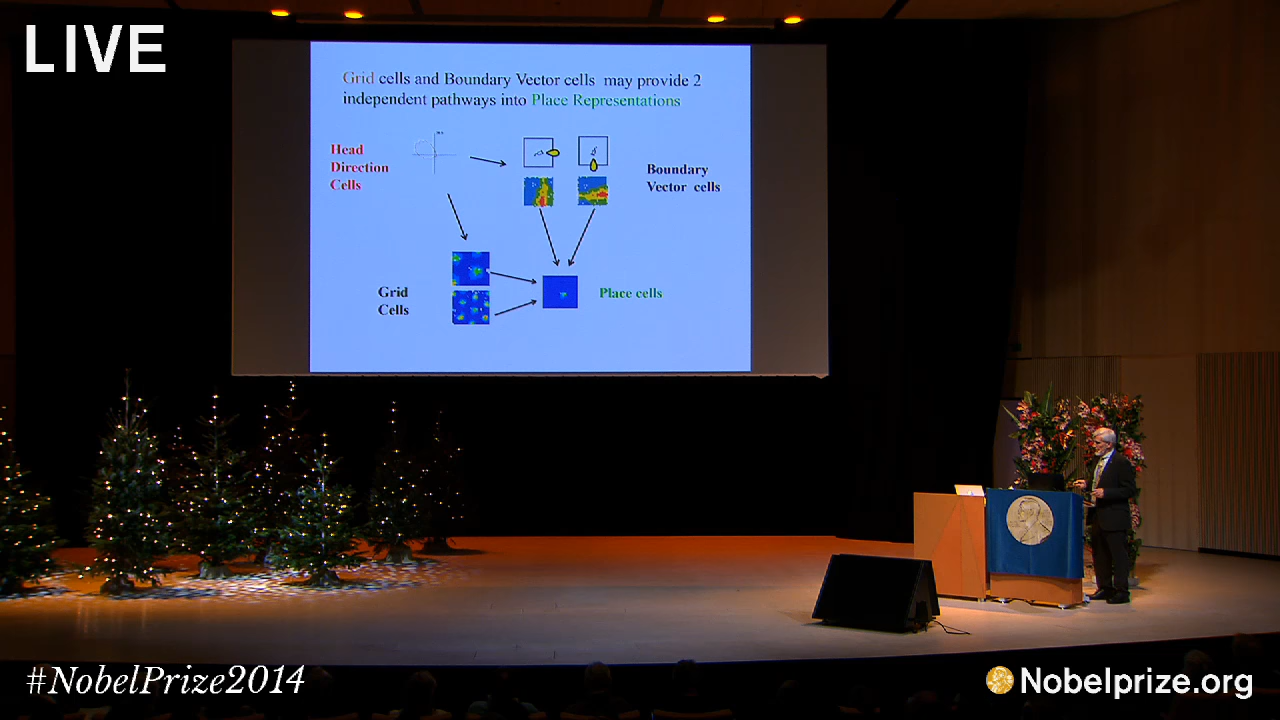 LIVE
Grid cells and Boundary Vector cells may provide 2
independent pathways into Place Representations
Head
Direction
Cells
Boundary
Vector cells
Grid
Cells
Place cells
#NobelPrize2014
Nobelprize.org